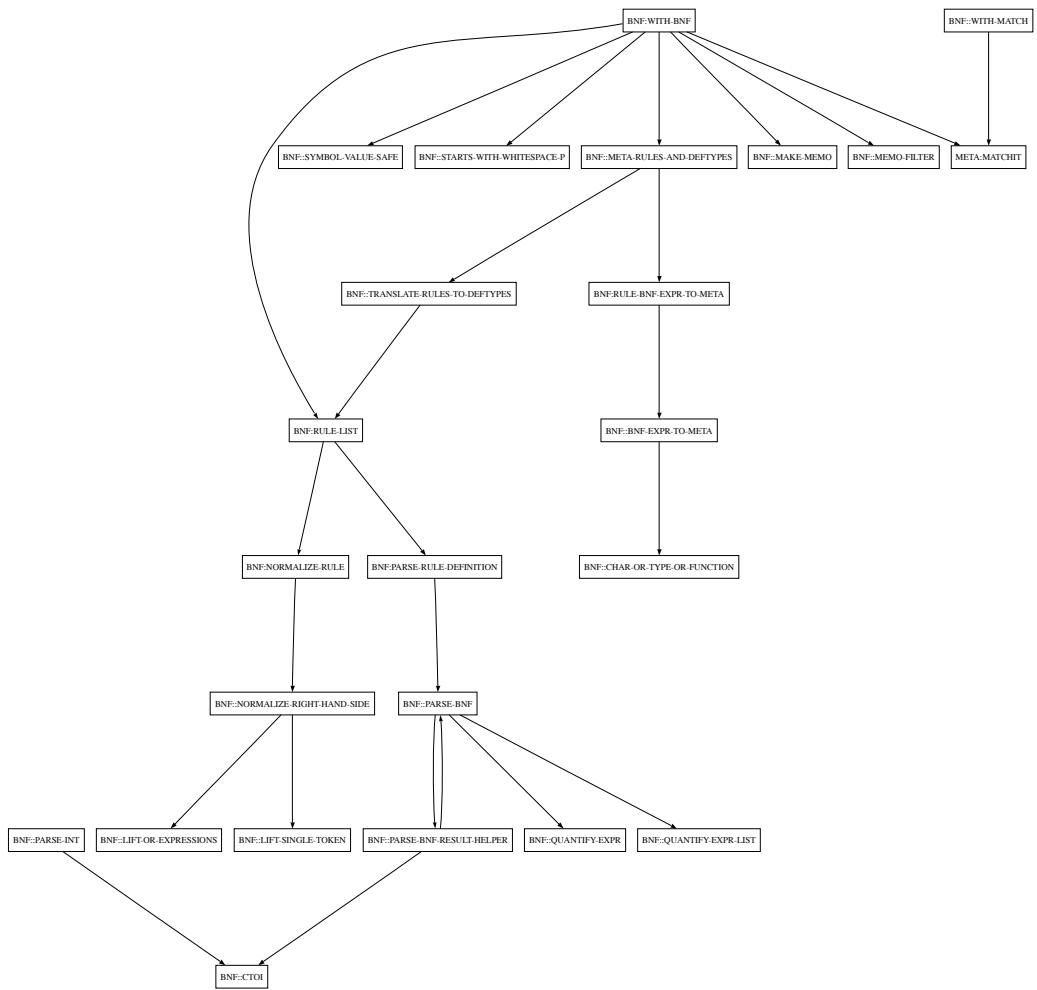 BNF:WITH-BNF
BNF::WITH-MATCH
BNF::SYMBOL-VALUE-SAFE
BNF::STARTS-WITH-WHITESPACE-P
BNF::META-RULES-AND-DEFTYPES
BNF::MAKE-MEMO
BNF::MEMO-FILTER
META:MATCHIT
BNF::TRANSLATE-RULES-TO-DEFTYPES
BNF:RULE-BNF-EXPR-TO-META
BNF:RULE-LIST
BNF::BNF-EXPR-TO-META
BNF:NORMALIZE-RULE
BNF:PARSE-RULE-DEFINITION
BNF::CHAR-OR-TYPE-OR-FUNCTION
BNF::NORMALIZE-RIGHT-HAND-SIDE
BNF::PARSE-BNF
BNF::PARSE-INT
BNF::LIFT-OR-EXPRESSIONS
BNF::LIFT-SINGLE-TOKEN
BNF::PARSE-BNF-RESULT-HELPER
BNF::QUANTIFY-EXPR
BNF::QUANTIFY-EXPR-LIST
BNF::CTOI